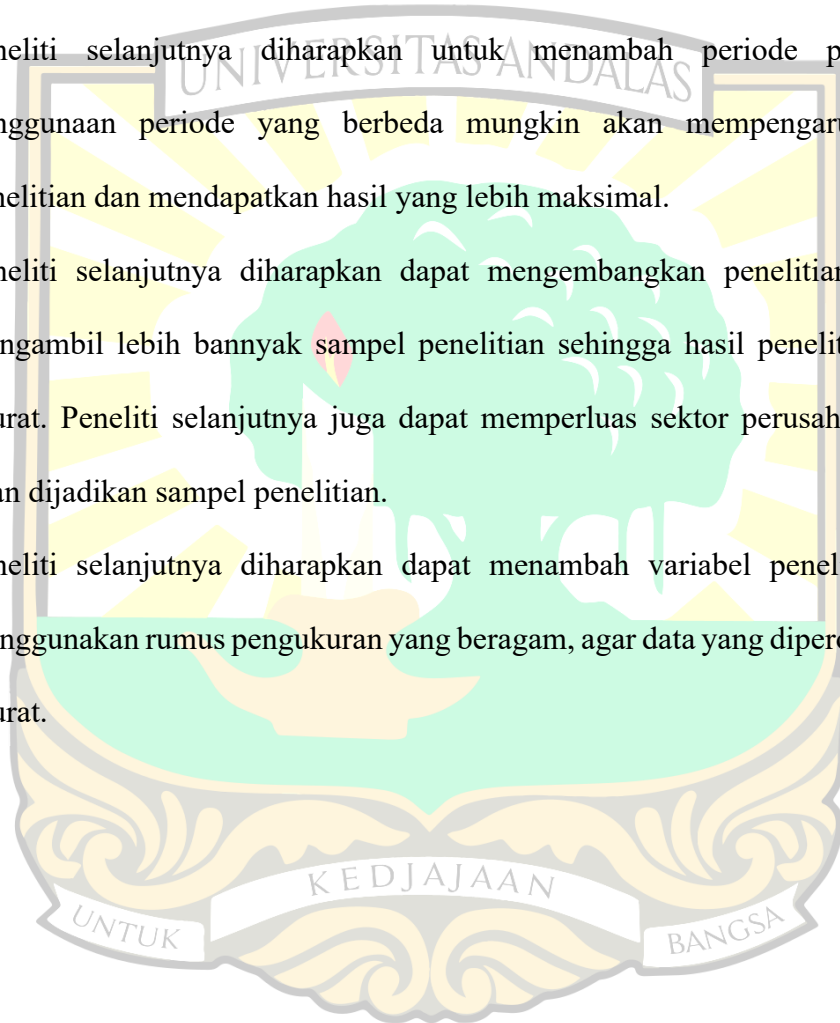 UNIVERSITAS ANDALAS
neliti selanjutnya diharapkan untuk menambah periode p
nggunaan periode yang berbeda mungkin akan mempengar
nelitian dan mendapatkan hasil yang lebih maksimal.
neliti selanjutnya diharapkan dapat mengembangkan penelitian
ngambil lebih bannyak sampel penelitian sehingga hasil penelit
urat. Peneliti selanjutnya juga dapat memperluas sektor perusah
an dijadikan sampel penelitian.
neliti selanjutnya diharapkan dapat menambah variabel penel
nggunakan rumus pengukuran yang beragam, agar data yang dipero
urat.
KEDJAJAAN
UNTUK
BANGSA